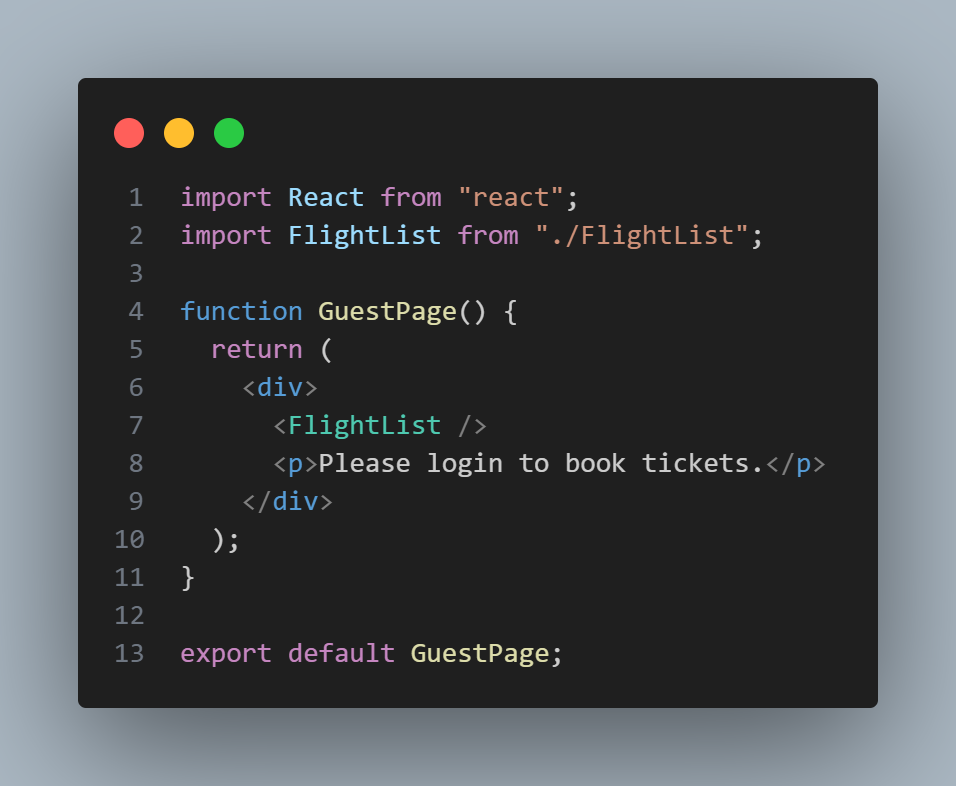 1 import React from "react";
2 import FlightList from "./FlightList";
3
4 function GuestPage() {
5   return (
6     <div>
7       <FlightList />
8       <p>Please login to book tickets.</p>
9     </div>
10   );
11 }
12
13 export default GuestPage;